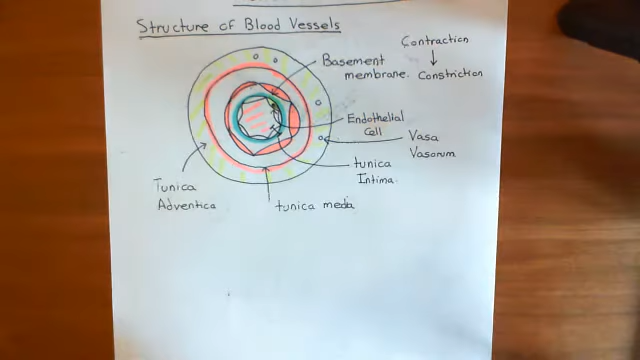 Structure of Blood Vessels
Contraction
↓
Constriction
Basement
membrane.
Endothelial
Cell
Vasa
Vasorum
tunica
Intima.
Tunica
Adventica
tunica media